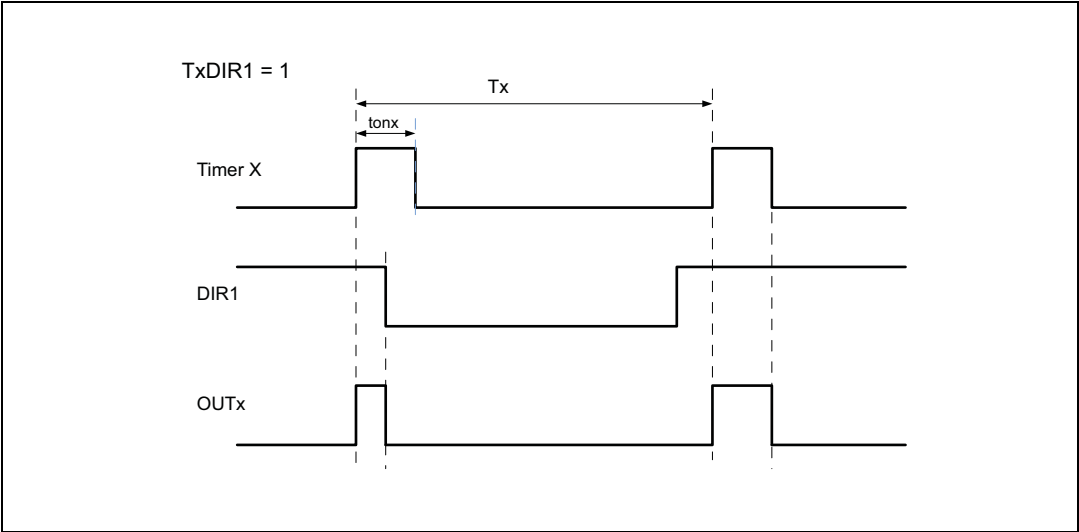 TxDIR1 = 1
Tx
tonx
Timer X
DIR1
OUTx